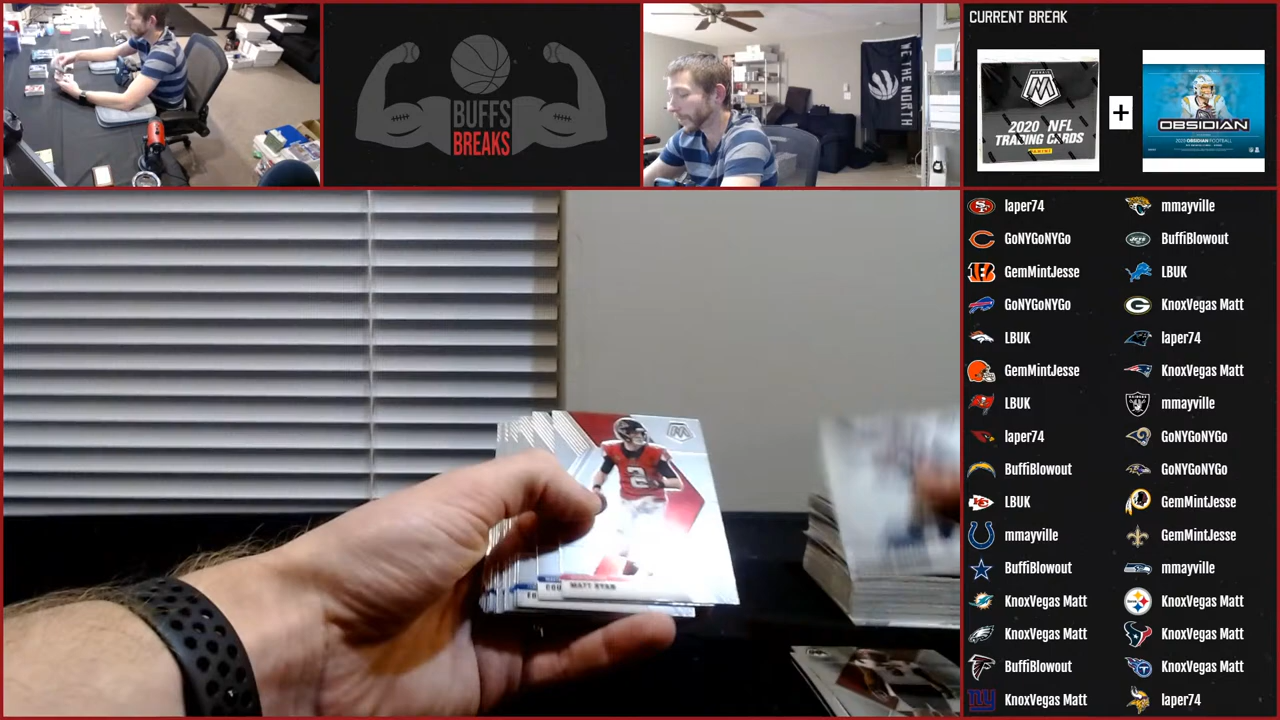 BUFFS
BREAKS
WE THE NORTH
CURRENT BREAK
MOSAIC
2020 NFL
TRADING CARDS
PANINI
+
OBSIDIAN
laper74
mmayville
GoNYGoNYGo
BuffiBlowout
GemMintJesse
LBUK
GoNYGoNYGo
KnoxVegas Matt
LBUK
laper74
GemMintJesse
KnoxVegas Matt
LBUK
mmayville
laper74
GoNYGoNYGo
BuffiBlowout
GoNYGoNYGo
LBUK
GemMintJesse
mmayville
GemMintJesse
BuffiBlowout
mmayville
KnoxVegas Matt
KnoxVegas Matt
KnoxVegas Matt
KnoxVegas Matt
BuffiBlowout
KnoxVegas Matt
KnoxVegas Matt
laper74
MATT RYAN